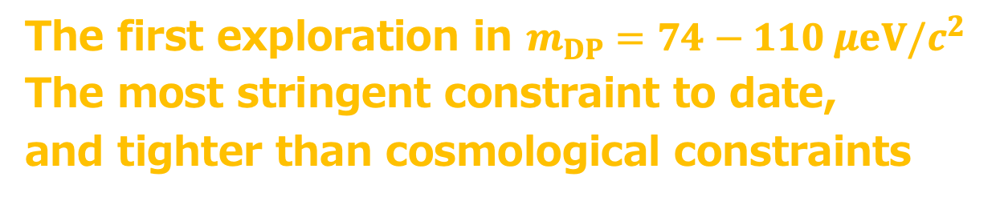 The first exploration in m_DP = 74 – 110 μeV/c²
The most stringent constraint to date,
and tighter than cosmological constraints